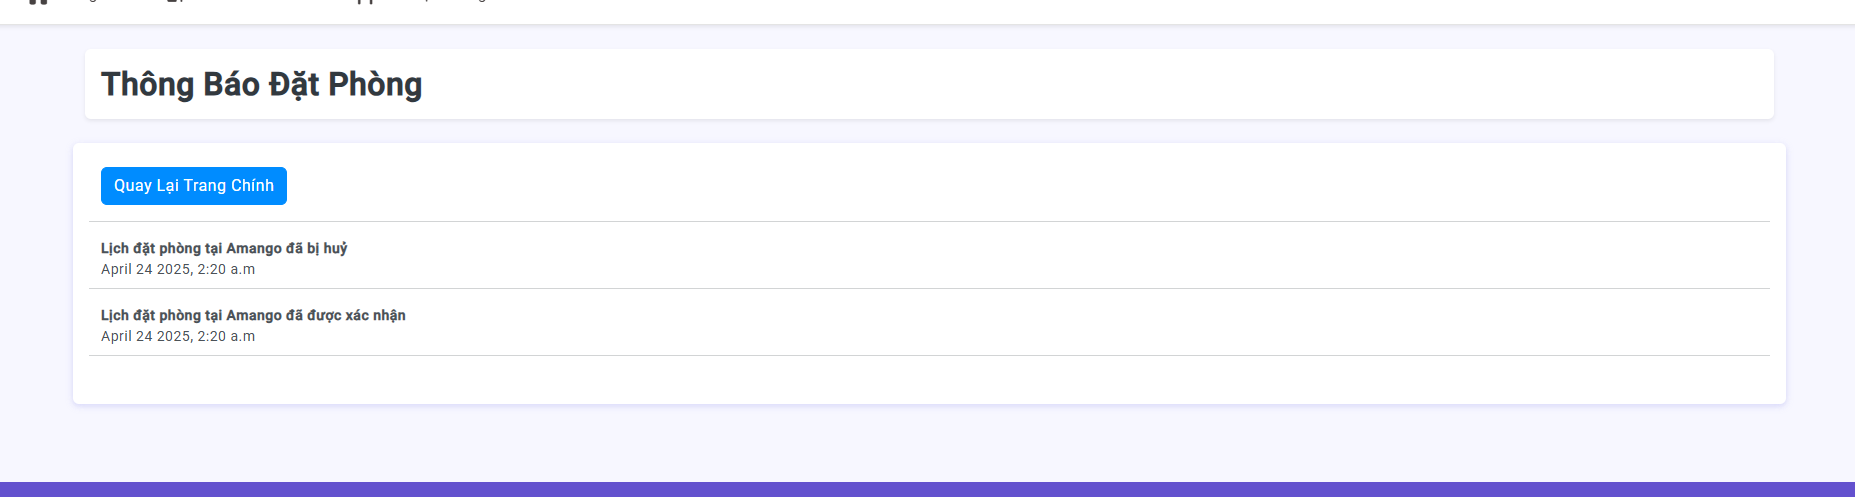 Thông Báo Đặt Phòng
Quay Lại Trang Chính
Lịch đặt phòng tại Amango đã bị huỷ
April 24 2025, 2:20 a.m
Lịch đặt phòng tại Amango đã được xác nhận
April 24 2025, 2:20 a.m